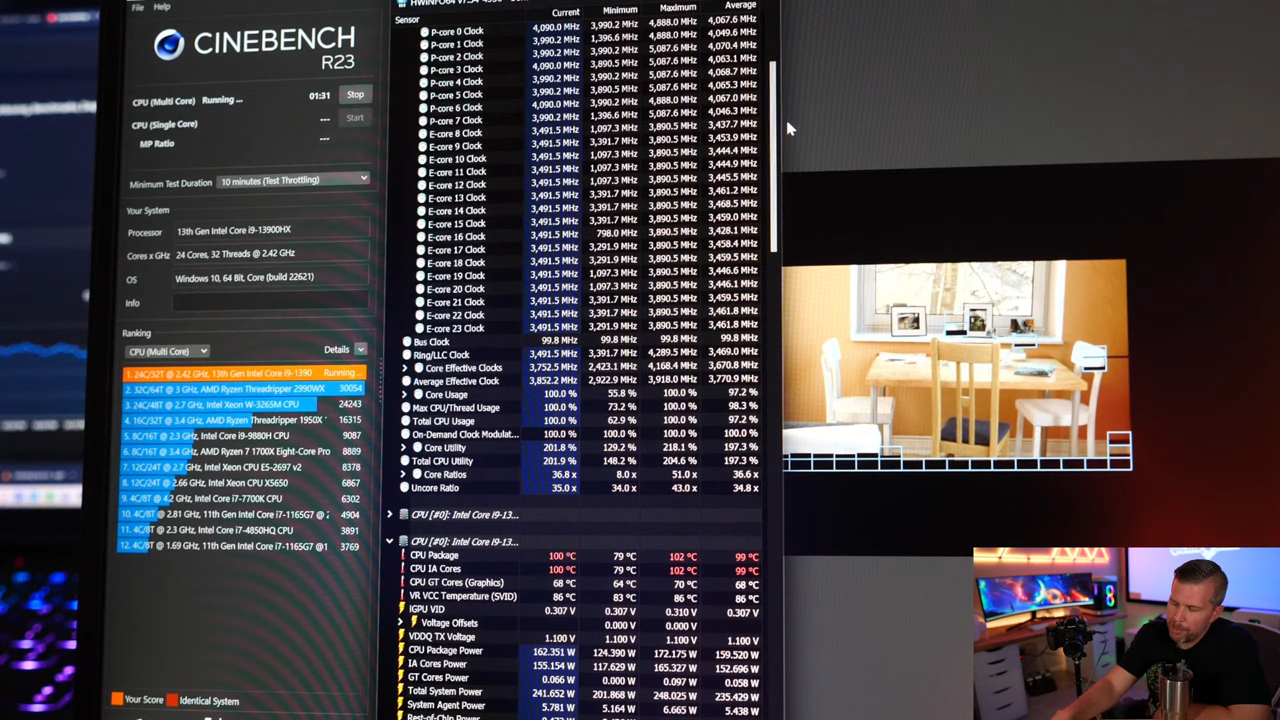 File Help
CINEBENCH
R23
CPU (Multi Core) Running ... 01:31 Stop
CPU (Single Core) --- Start
MP Ratio ---
Minimum Test Duration 10 minutes (Test Throttling)
Your System
Processor 13th Gen Intel Core i9-13900HX
Cores x GHz 24 Cores, 32 Threads @ 2.42 GHz
OS Windows 10, 64 Bit, Core (build 22621)
Info
Ranking
CPU (Multi Core) Details
1. 24C/32T @ 2.42 GHz, 13th Gen Intel Core i9-1390 Running ...
2. 32C/64T @ 3 GHz, AMD Ryzen Threadripper 2990WX 30054
3. 24C/48T @ 2.7 GHz, Intel Xeon W-3265M CPU 24243
4. 16C/32T @ 3.4 GHz, AMD Ryzen Threadripper 1950X 16315
5. 8C/16T @ 2.3 GHz, Intel Core i9-9880H CPU 9087
6. 8C/16T @ 3.4 GHz, AMD Ryzen 7 1700X Eight-Core Pro 8889
7. 12C/24T @ 2.7 GHz, Intel Xeon CPU E5-2697 v2 8378
8. 12C/24T @ 2.66 GHz, Intel Xeon CPU X5650 6867
9. 4C/8T @ 4.2 GHz, Intel Core i7-7700K CPU 6302
10. 4C/8T @ 2.81 GHz, 11th Gen Intel Core i7-1165G7 @ 2 4904
11. 4C/8T @ 2.3 GHz, Intel Core i7-4850HQ CPU 3891
12. 4C/8T @ 1.69 GHz, 11th Gen Intel Core i7-1165G7 @1 3769
Your Score Identical System
Sensor Current Minimum Maximum Average
P-core 0 Clock 4,090.0 MHz 3,990.2 MHz 4,888.0 MHz 4,067.6 MHz
P-core 1 Clock 3,990.2 MHz 1,396.6 MHz 4,888.0 MHz 4,049.6 MHz
P-core 2 Clock 3,990.2 MHz 3,890.5 MHz 5,087.6 MHz 4,070.4 MHz
P-core 3 Clock 4,090.0 MHz 3,990.2 MHz 5,087.6 MHz 4,063.1 MHz
P-core 4 Clock 3,990.2 MHz 3,990.2 MHz 5,087.6 MHz 4,068.7 MHz
P-core 5 Clock 3,990.2 MHz 3,890.5 MHz 5,087.6 MHz 4,065.3 MHz
P-core 6 Clock 4,090.0 MHz 3,990.2 MHz 4,888.0 MHz 4,067.0 MHz
P-core 7 Clock 3,990.2 MHz 1,396.6 MHz 5,087.6 MHz 4,046.3 MHz
E-core 8 Clock 3,491.5 MHz 1,097.3 MHz 3,890.5 MHz 3,437.7 MHz
E-core 9 Clock 3,491.5 MHz 3,391.7 MHz 3,890.5 MHz 3,453.9 MHz
E-core 10 Clock 3,491.5 MHz 1,097.3 MHz 3,890.5 MHz 3,444.4 MHz
E-core 11 Clock 3,491.5 MHz 1,097.3 MHz 3,890.5 MHz 3,444.9 MHz
E-core 12 Clock 3,491.5 MHz 1,097.3 MHz 3,890.5 MHz 3,445.5 MHz
E-core 13 Clock 3,491.5 MHz 3,391.7 MHz 3,890.5 MHz 3,461.2 MHz
E-core 14 Clock 3,491.5 MHz 3,391.7 MHz 3,890.5 MHz 3,468.5 MHz
E-core 15 Clock 3,491.5 MHz 3,391.7 MHz 3,890.5 MHz 3,459.0 MHz
E-core 16 Clock 3,491.5 MHz 798.0 MHz 3,890.5 MHz 3,428.1 MHz
E-core 17 Clock 3,491.5 MHz 3,291.9 MHz 3,890.5 MHz 3,458.4 MHz
E-core 18 Clock 3,491.5 MHz 3,291.9 MHz 3,890.5 MHz 3,459.5 MHz
E-core 19 Clock 3,491.5 MHz 1,097.3 MHz 3,890.5 MHz 3,446.6 MHz
E-core 20 Clock 3,491.5 MHz 1,097.3 MHz 3,890.5 MHz 3,446.1 MHz
E-core 21 Clock 3,491.5 MHz 3,391.7 MHz 3,890.5 MHz 3,459.5 MHz
E-core 22 Clock 3,491.5 MHz 3,391.7 MHz 3,890.5 MHz 3,461.8 MHz
E-core 23 Clock 3,491.5 MHz 3,291.9 MHz 3,890.5 MHz 3,461.8 MHz
Bus Clock 99.8 MHz 99.8 MHz 99.8 MHz 99.8 MHz
Ring/LLC Clock 3,491.5 MHz 3,391.7 MHz 4,289.5 MHz 3,469.0 MHz
Core Effective Clocks 3,752.5 MHz 2,423.1 MHz 4,168.4 MHz 3,670.8 MHz
Average Effective Clock 3,852.2 MHz 2,922.9 MHz 3,918.0 MHz 3,770.9 MHz
Core Usage 100.0 % 55.8 % 100.0 % 97.2 %
Max CPU/Thread Usage 100.0 % 73.2 % 100.0 % 98.3 %
Total CPU Usage 100.0 % 62.9 % 100.0 % 97.2 %
On-Demand Clock Modulat... 100.0 % 100.0 % 100.0 % 100.0 %
Core Utility 201.8 % 129.2 % 218.1 % 197.3 %
Total CPU Utility 201.9 % 148.2 % 204.6 % 197.3 %
Core Ratios 36.8 x 8.0 x 51.0 x 36.6 x
Uncore Ratio 35.0 x 34.0 x 43.0 x 34.8 x
CPU [#0]: Intel Core i9-13...
CPU [#0]: Intel Core i9-13...
CPU Package 100 °C 79 °C 102 °C 99 °C
CPU IA Cores 100 °C 79 °C 102 °C 99 °C
CPU GT Cores (Graphics) 68 °C 64 °C 70 °C 68 °C
VR VCC Temperature (SVID) 86 °C 83 °C 86 °C 86 °C
IGPU VID 0.307 V 0.307 V 0.310 V 0.307 V
Voltage Offsets 0.000 V 0.000 V
VDDQ TX Voltage 1.100 V 1.100 V 1.100 V 1.100 V
CPU Package Power 162.351 W 124.390 W 172.175 W 159.520 W
IA Cores Power 155.154 W 117.629 W 165.327 W 152.696 W
GT Cores Power 0.066 W 0.000 W 0.097 W 0.058 W
Total System Power 241.652 W 201.868 W 248.025 W 235.429 W
System Agent Power 5.781 W 5.164 W 6.665 W 5.438 W
Rest-of-Chip Power